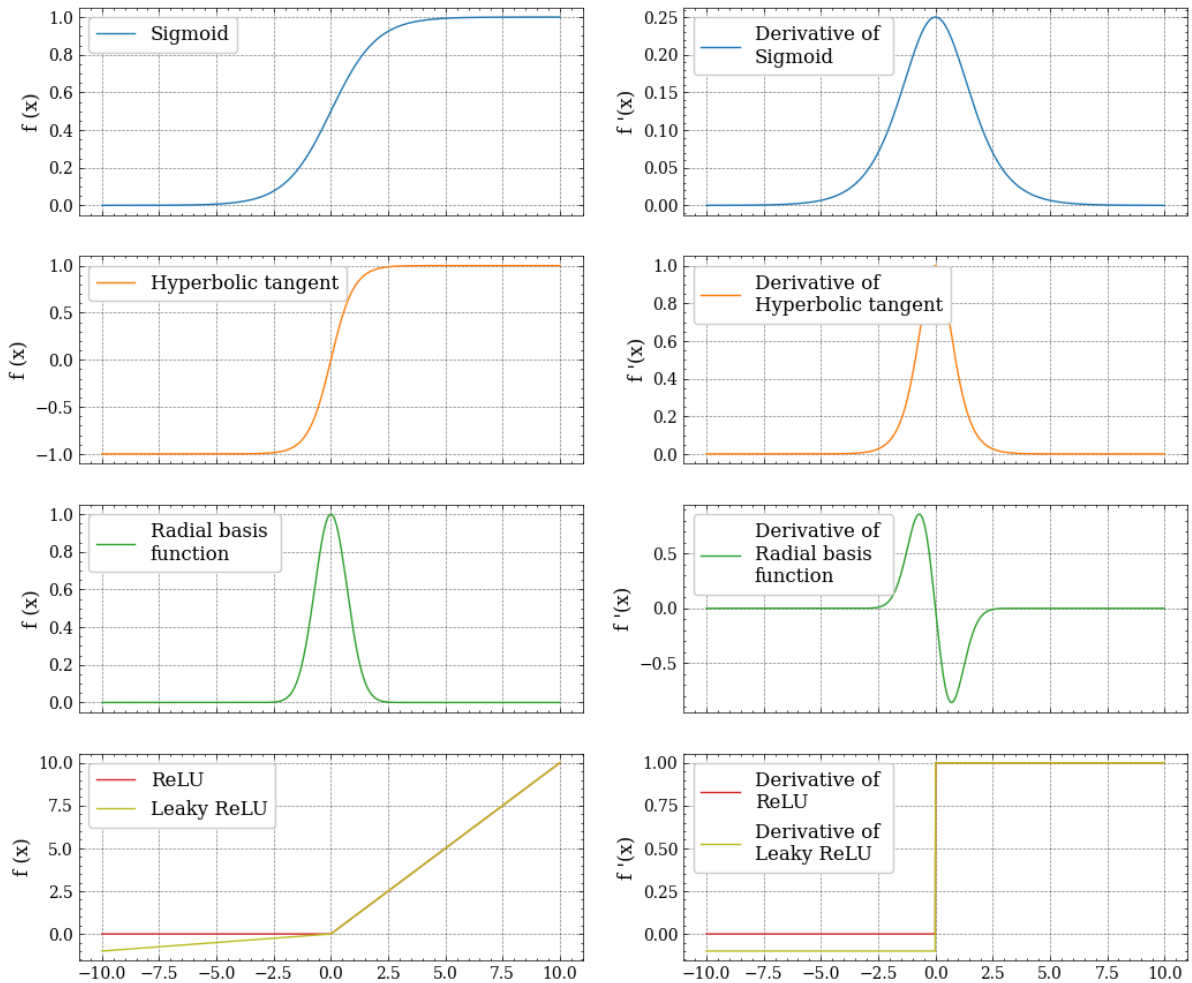 1.0
0.8
0.6
0.4
0.2
0.0
f (x)
Sigmoid
0.25
0.20
0.15
0.10
0.05
0.00
f '(x)
Derivative of
Sigmoid
1.0
0.5
0.0
−0.5
−1.0
f (x)
Hyperbolic tangent
1.0
0.8
0.6
0.4
0.2
0.0
f '(x)
Derivative of
Hyperbolic tangent
1.0
0.8
0.6
0.4
0.2
0.0
f (x)
Radial basis
function
0.5
0.0
−0.5
f '(x)
Derivative of
Radial basis
function
10.0
7.5
5.0
2.5
0.0
f (x)
ReLU
Leaky ReLU
−10.0 −7.5 −5.0 −2.5 0.0 2.5 5.0 7.5 10.0
1.00
0.75
0.50
0.25
0.00
f '(x)
Derivative of
ReLU
Derivative of
Leaky ReLU
−10.0 −7.5 −5.0 −2.5 0.0 2.5 5.0 7.5 10.0